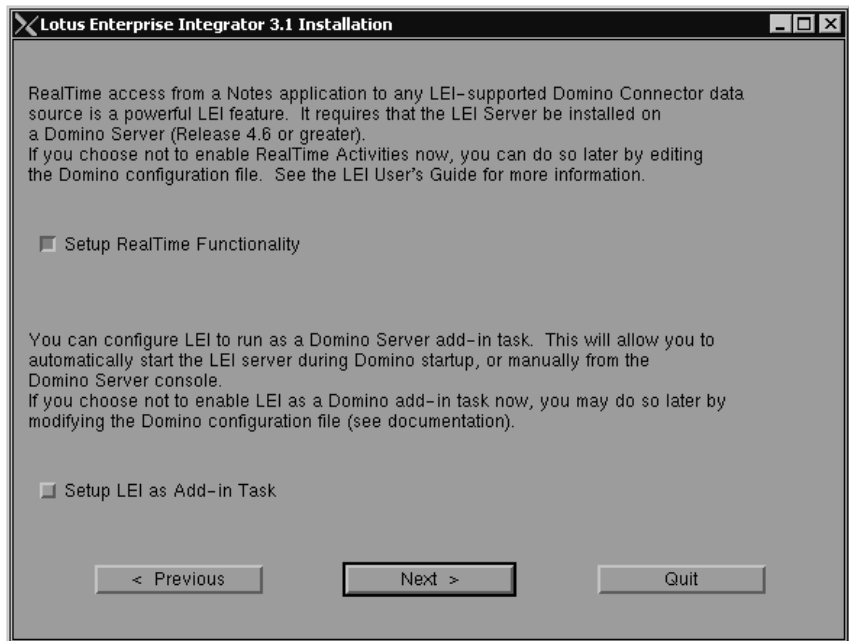 Lotus Enterprise Integrator 3.1 Installation
RealTime access from a Notes application to any LEI-supported Domino Connector data
source is a powerful LEI feature.  It requires that the LEI Server be installed on
a Domino Server (Release 4.6 or greater).
If you choose not to enable RealTime Activities now, you can do so later by editing
the Domino configuration file.  See the LEI User's Guide for more information.
Setup RealTime Functionality
You can configure LEI to run as a Domino Server add-in task.  This will allow you to
automatically start the LEI server during Domino startup, or manually from the
Domino Server console.
If you choose not to enable LEI as a Domino add-in task now, you may do so later by
modifying the Domino configuration file (see documentation).
Setup LEI as Add-in Task
< Previous
Next >
Quit